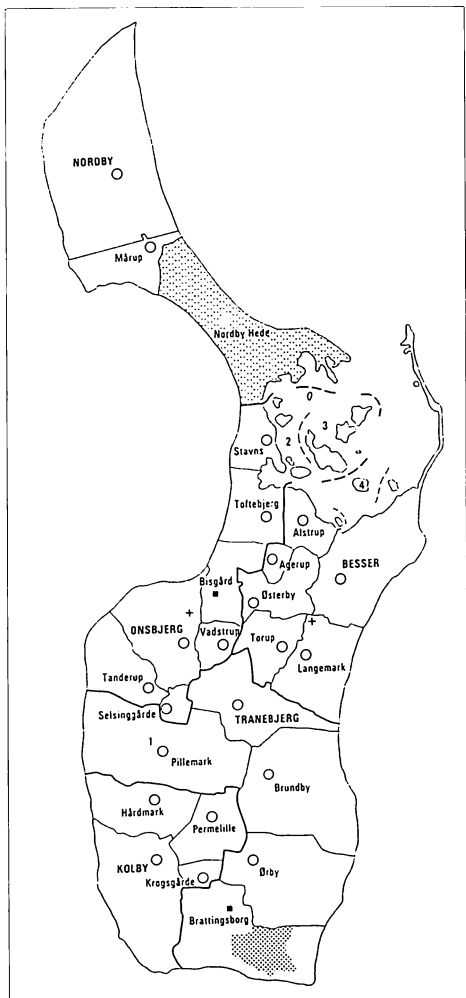 NORDBY
Mårup
Nordby Hede
3
2
Stavns
4
Toftebjerg
Alstrup
Agerup
BESSER
Bisgård
Østerby
ONSBJERG
Vadstrup
Torup
Langemark
Tanderup
Selsinggårde
TRANEBJERG
1
Pillemark
Brundby
Hårdmark
Permelille
KOLBY
Krogsgårde
Ørby
Brattingsborg